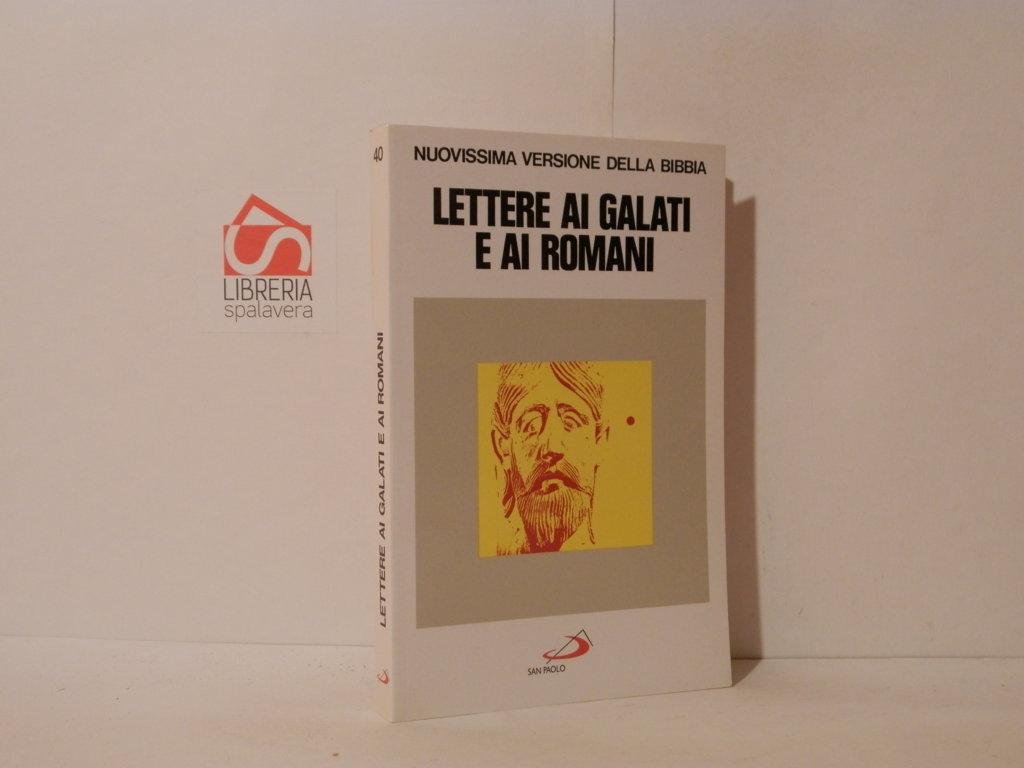 LIBRERIA
spalavera
40
LETTERE AI GALATI E AI ROMANI
NUOVISSIMA VERSIONE DELLA BIBBIA
LETTERE AI GALATI
E AI ROMANI
SAN PAOLO